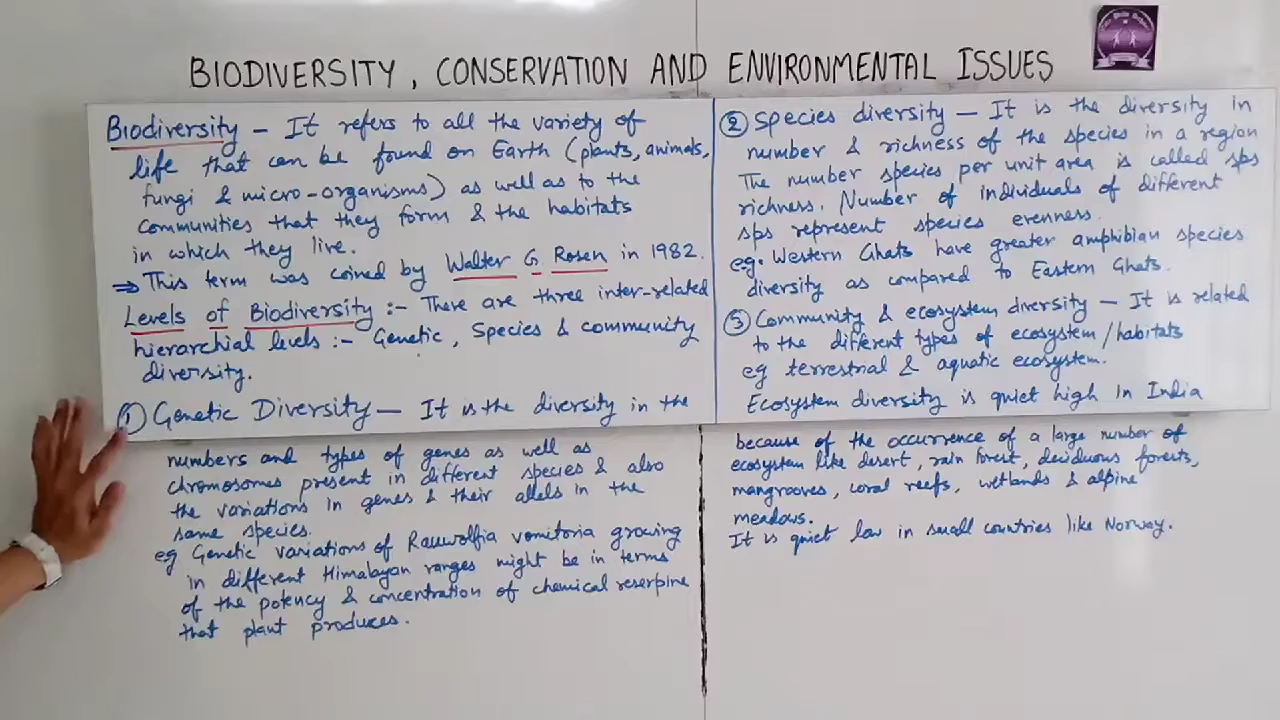 BIODIVERSITY, CONSERVATION AND ENVIRONMENTAL ISSUES
Biodiversity - It refers to all the variety of
life that can be found on Earth (plants, animals,
fungi & micro-organisms) as well as to the
communities that they form & the habitats
in which they live.
⇒ This term was coined by Walter G Rosen in 1982.
Levels of Biodiversity :- There are three inter-related
hierarchial levels :- Genetic, Species & community
diversity.
① Genetic Diversity - It is the diversity in the
numbers and types of genes as well as
chromosomes present in different species & also
the variations in genes & their allels in the
same species.
eg Genetic variations of Rauwolfia vomitoria growing
in different Himalayan ranges might be in terms
of the potency & concentration of chemical reserpine
that plant produces.
② Species diversity - It is the diversity in
number & richness of the species in a region
The number species per unit area is called sps
richness. Number of individuals of different
sps represent species evenness.
eg. Western Ghats have greater amphibian species
diversity as compared to Eastern Ghats.
③ Community & ecosystem diversity - It is related
to the different types of ecosystem/habitats
eg terrestrial & aquatic ecosystem.
Ecosystem diversity is quiet high in India
because of the occurrence of a large number of
ecosystem like desert, rain forest, deciduous forests,
mangrooves, coral reefs, wetlands & alpine
meadows.
It is quiet low in small countries like Norway.